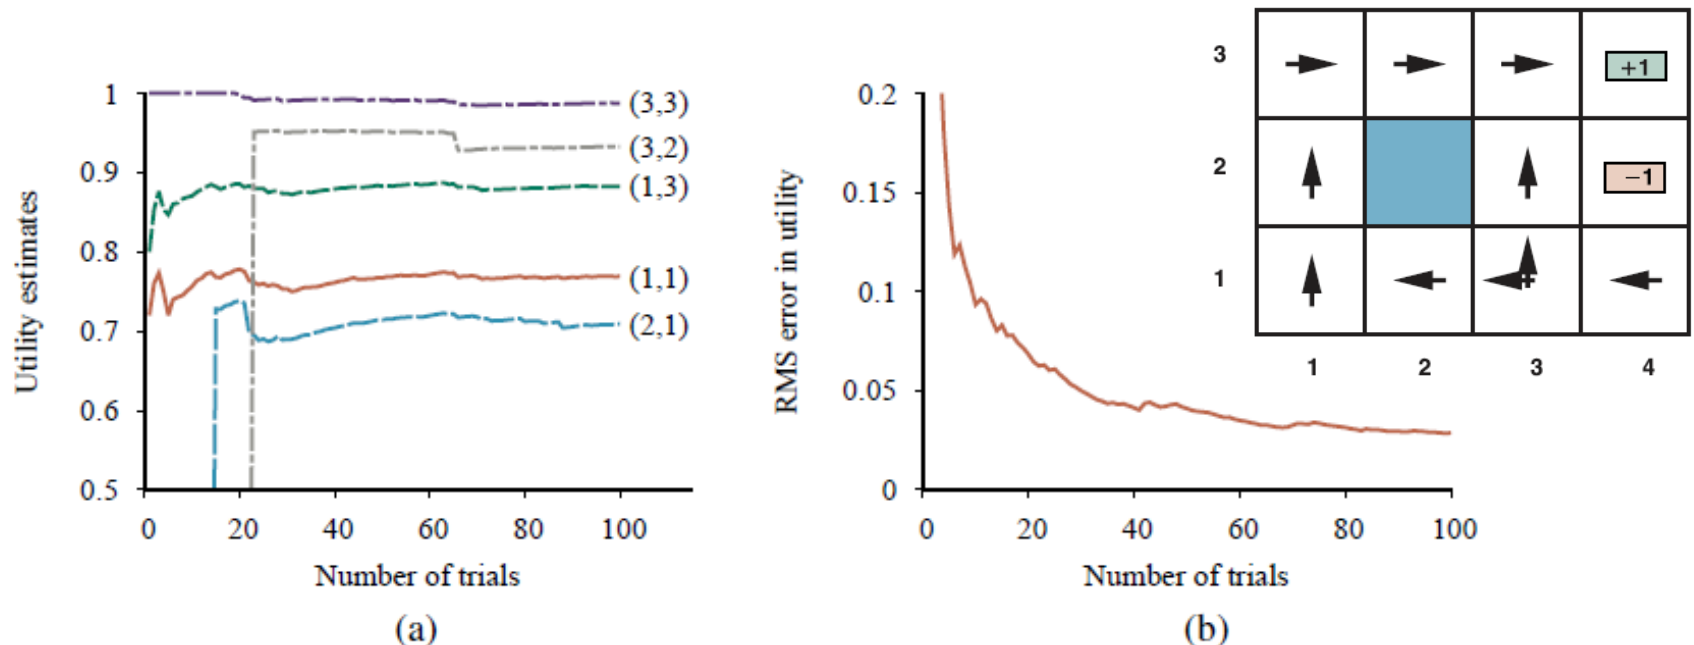 1
0.9
0.8
0.7
0.6
0.5
Utility estimates
(3,3)
(3,2)
(1,3)
(1,1)
(2,1)
0 20 40 60 80 100
Number of trials
(a)
0.2
0.15
0.1
0.05
0
RMS error in utility
0 20 40 60 80 100
Number of trials
(b)
3 +1
2 −1
1
1 2 3 4